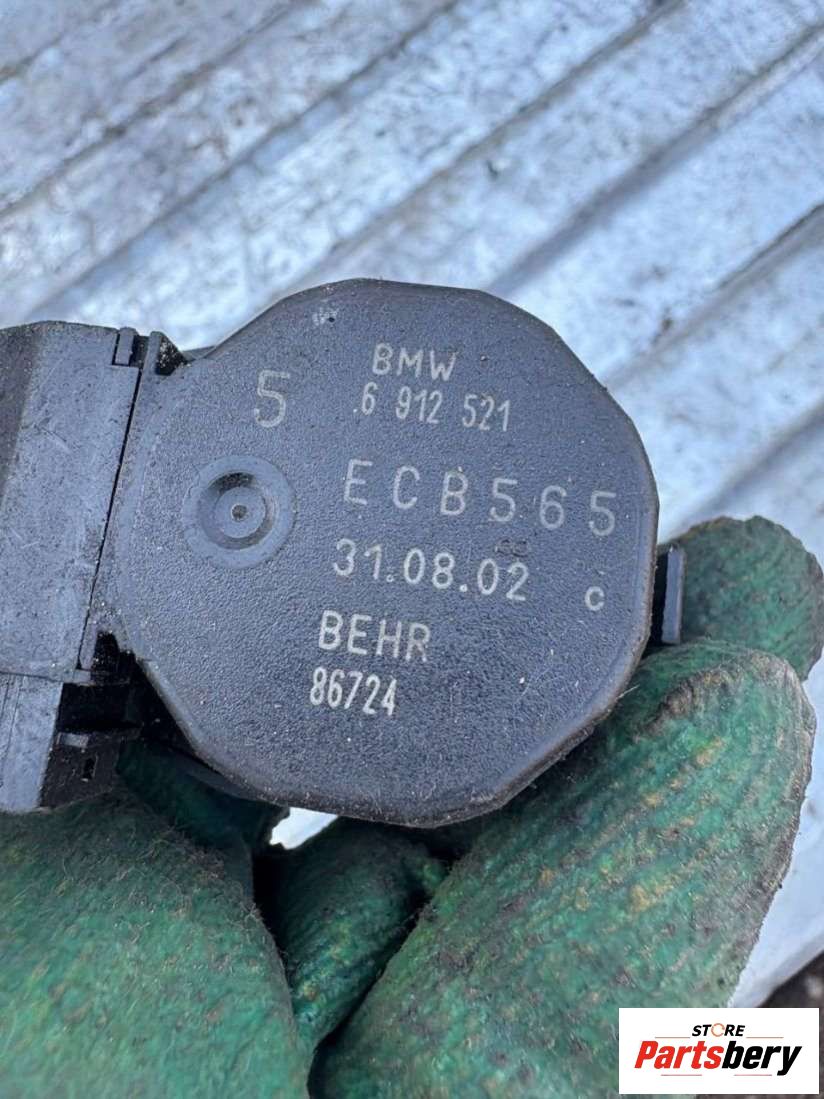 5
BMW
.6 912 521
ECB565
31.08.02 c
BEHR
86724
STORE
Partsbery